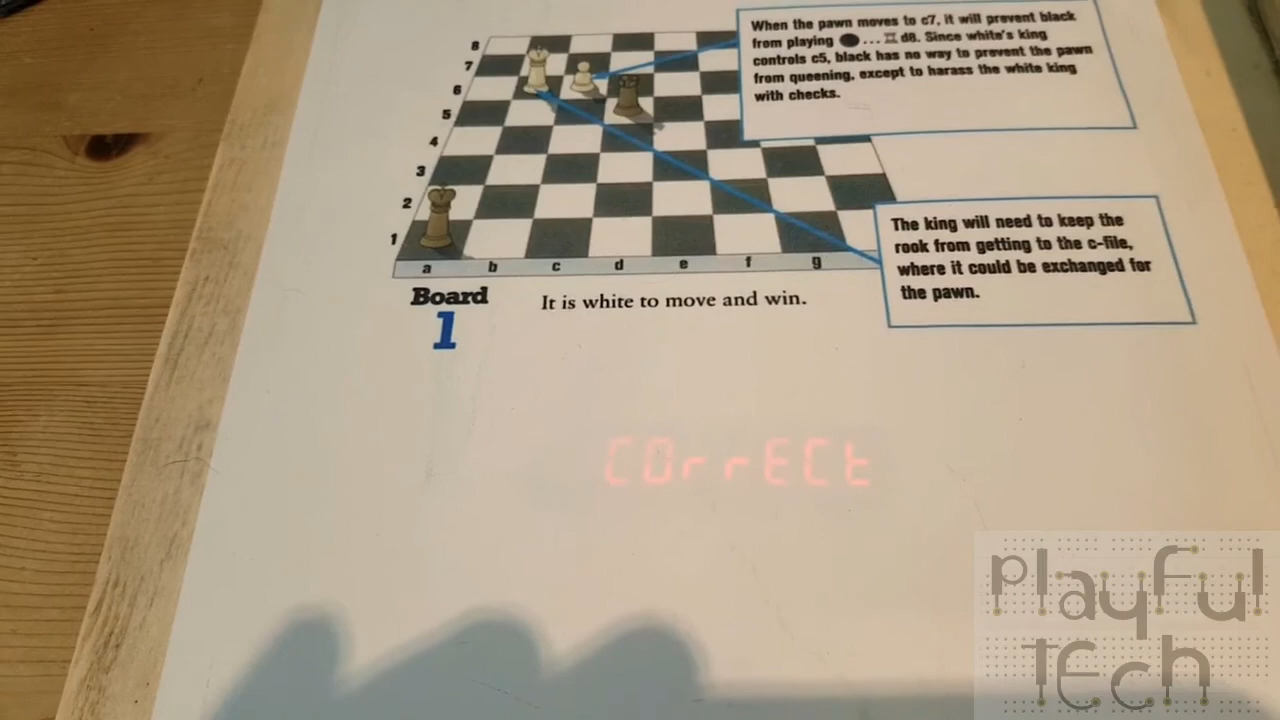 When the pawn moves to c7, it will prevent black
from playing ... d8. Since white's king
controls c5, black has no way to prevent the pawn
from queening, except to harass the white king
with checks.
8
7
6
5
4
3
2
1
a b c d e f g
The king will need to keep the
rook from getting to the c-file,
where it could be exchanged for
the pawn.
Board
1
It is white to move and win.
COrrECt
Playful
tech